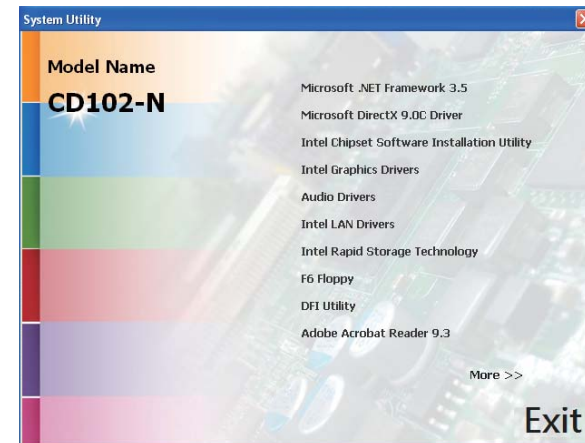 System Utility
Model Name
CD102-N
Microsoft .NET Framework 3.5
Microsoft DirectX 9.0C Driver
Intel Chipset Software Installation Utility
Intel Graphics Drivers
Audio Drivers
Intel LAN Drivers
Intel Rapid Storage Technology
F6 Floppy
DFI Utility
Adobe Acrobat Reader 9.3
More >>
Exit